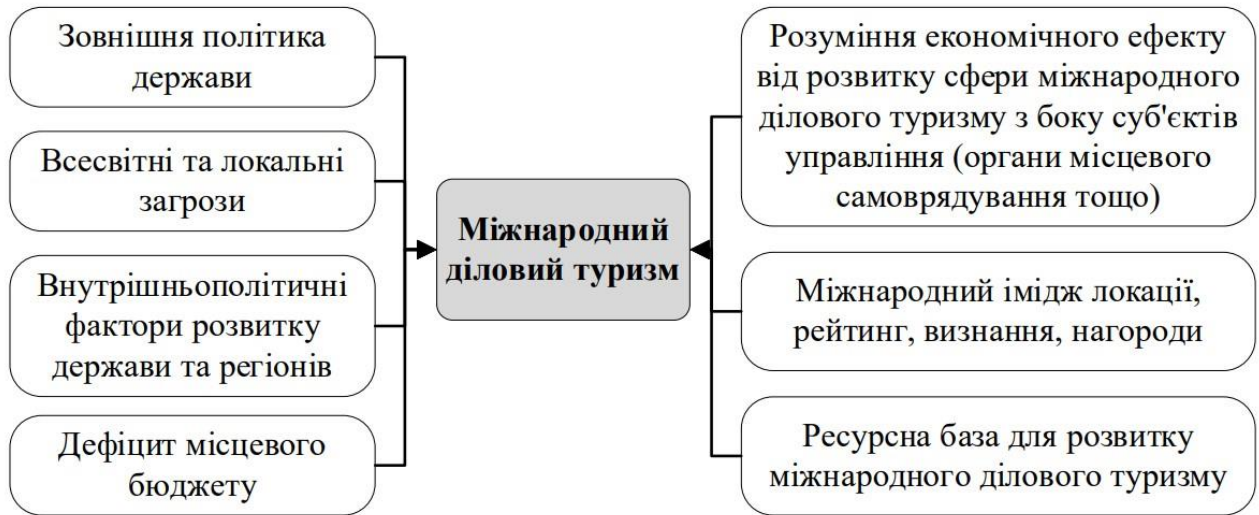 Зовнішня політика
держави
Всесвітні та локальні
загрози
Внутрішньополітичні
фактори розвитку
держави та регіонів
Дефіцит місцевого
бюджету
Міжнародний
діловий туризм
Розуміння економічного ефекту
від розвитку сфери міжнародного
ділового туризму з боку суб'єктів
управління (органи місцевого
самоврядування тощо)
Міжнародний імідж локації,
рейтинг, визнання, нагороди
Ресурсна база для розвитку
міжнародного ділового туризму